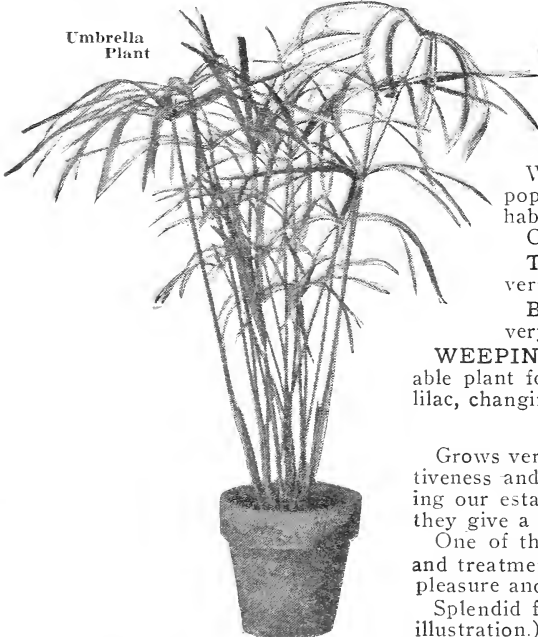 Umbrella
Plant
W
pop
hab
C
T
ver
B
very
WEEPIN
able plant fo
lilac, changi
Grows ver
tiveness and
ing our esta
they give a
One of th
and treatme
pleasure and
Splendid f
illustration.)